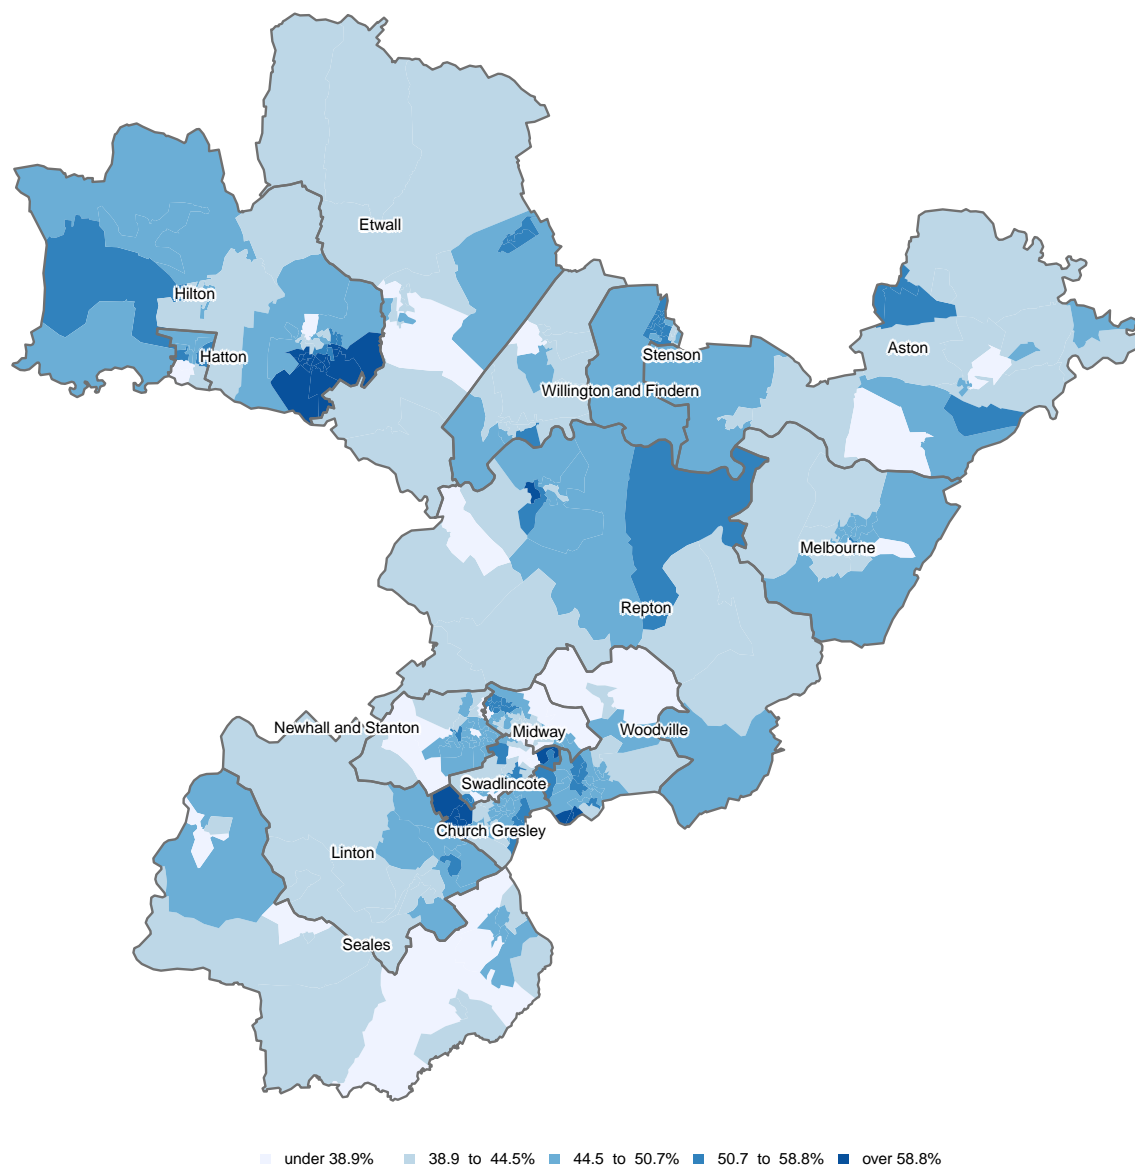 Etwall
Hilton
Hatton
Stenson
Aston
Willington and Findern
Melbourne
Repton
Newhall and Stanton
Midway
Woodville
Swadlincote
Church Gresley
Linton
Seales
under 38.9% 38.9 to 44.5% 44.5 to 50.7% 50.7 to 58.8% over 58.8%